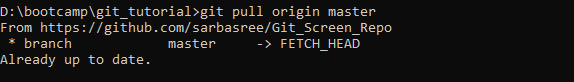 D:\bootcamp\git_tutorial>git pull origin master
From https://github.com/sarbasree/Git_Screen_Repo
 * branch            master     -> FETCH_HEAD
Already up to date.